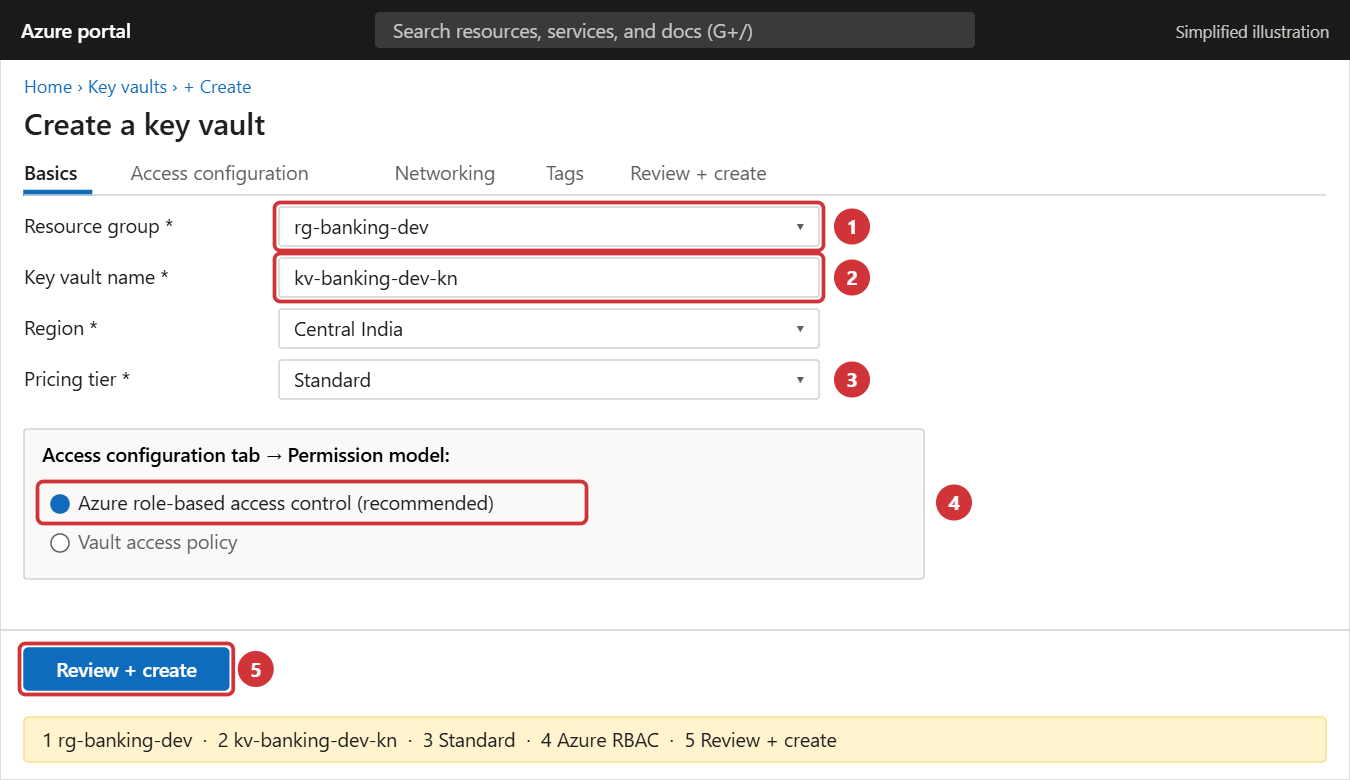 Azure portal
Search resources, services, and docs (G+/)
Simplified illustration
Home › Key vaults › + Create
Create a key vault
Basics Access configuration Networking Tags Review + create
Resource group * rg-banking-dev 1
Key vault name * kv-banking-dev-kn 2
Region * Central India
Pricing tier * Standard 3
Access configuration tab → Permission model:
Azure role-based access control (recommended) 4
Vault access policy
Review + create 5
1 rg-banking-dev · 2 kv-banking-dev-kn · 3 Standard · 4 Azure RBAC · 5 Review + create